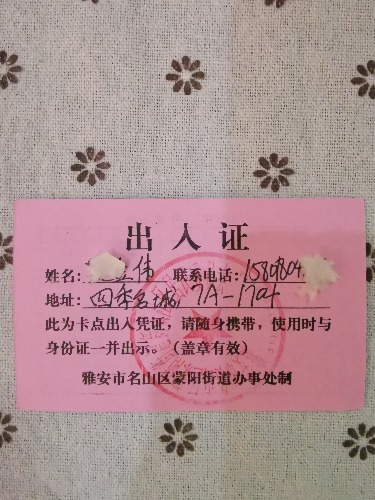 出入证
姓名：伟 联系电话：1580804
地址：四季名城，7A-1701
此为卡点出入凭证，请随身携带，使用时与
身份证一并出示。（盖章有效）
雅安市名山区蒙阳街道办事处制